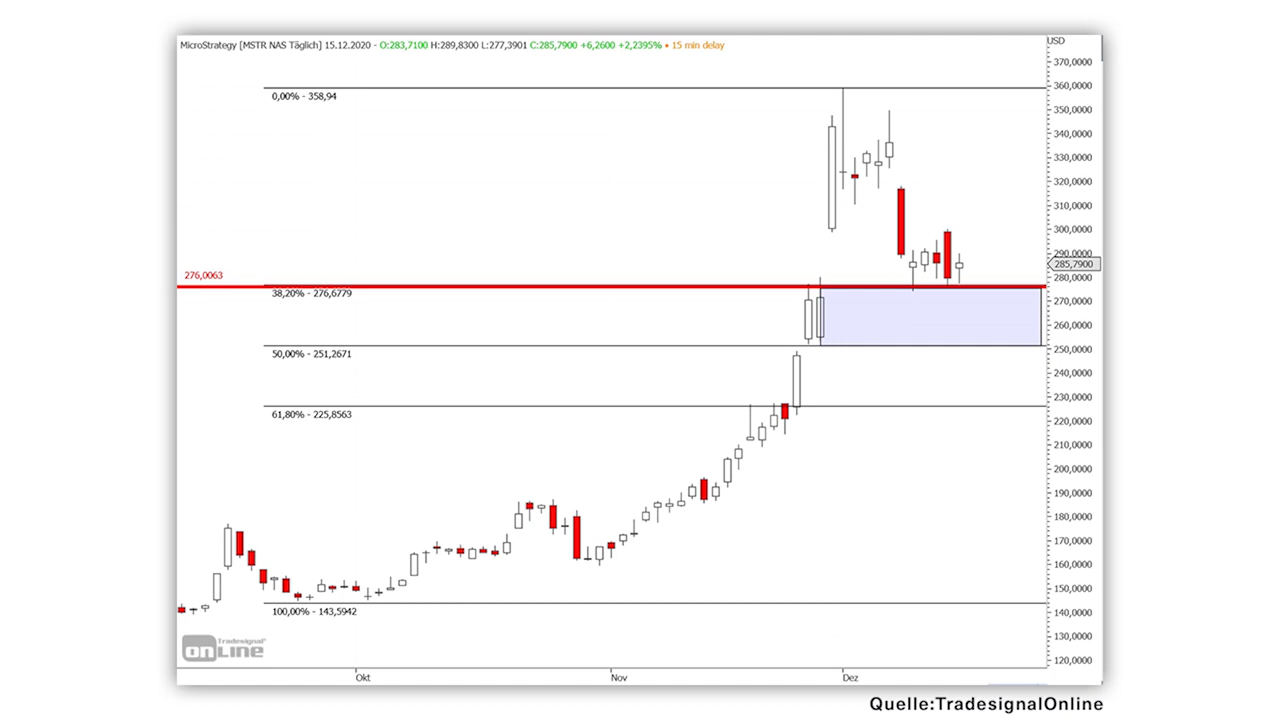 MicroStrategy [MSTR NAS Täglich] 15.12.2020 - O:283,7100 H:289,8300 L:277,3901 C:285,7900 +6,2600 +2,2395% • 15 min delay
USD
370,0000
0,00% - 358,94
360,0000
350,0000
340,0000
330,0000
320,0000
310,0000
300,0000
290,0000
285,7900
276,0063
280,0000
38,20% - 276,6779
270,0000
260,0000
50,00% - 251,2671
250,0000
240,0000
230,0000
61,80% - 225,8563
220,0000
210,0000
200,0000
190,0000
180,0000
170,0000
160,0000
150,0000
100,00% - 143,5942
140,0000
130,0000
Tradesignal®
onLine
120,0000
Okt
Nov
Dez
Quelle:TradesignalOnline